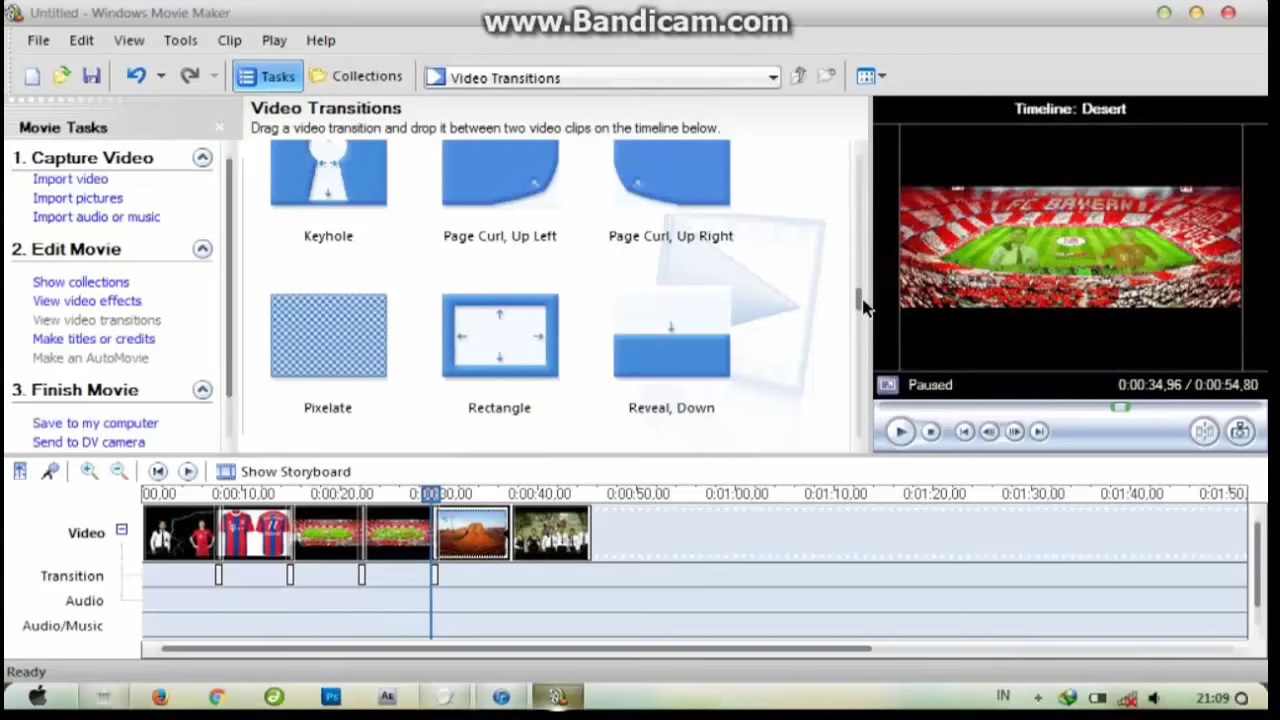 Untitled - Windows Movie Maker
www.Bandicam.com
File Edit View Tools Clip Play Help
Tasks Collections Video Transitions
Movie Tasks
1. Capture Video
Import video
Import pictures
Import audio or music
2. Edit Movie
Show collections
View video effects
View video transitions
Make titles or credits
Make an AutoMovie
3. Finish Movie
Save to my computer
Send to DV camera
Video Transitions
Drag a video transition and drop it between two video clips on the timeline below.
Keyhole
Page Curl, Up Left
Page Curl, Up Right
Pixelate
Rectangle
Reveal, Down
Timeline: Desert
FC BAYERN
Paused
0:00:34,96 / 0:00:54,80
Show Storyboard
00.00 0:00:10.00 0:00:20.00 0:00:30.00 0:00:40.00 0:00:50.00 0:01:00.00 0:01:10.00 0:01:20.00 0:01:30.00 0:01:40.00 0:01:50.
Video
Transition
Audio
Audio/Music
Ready
Ps
Ae
IN
21:09